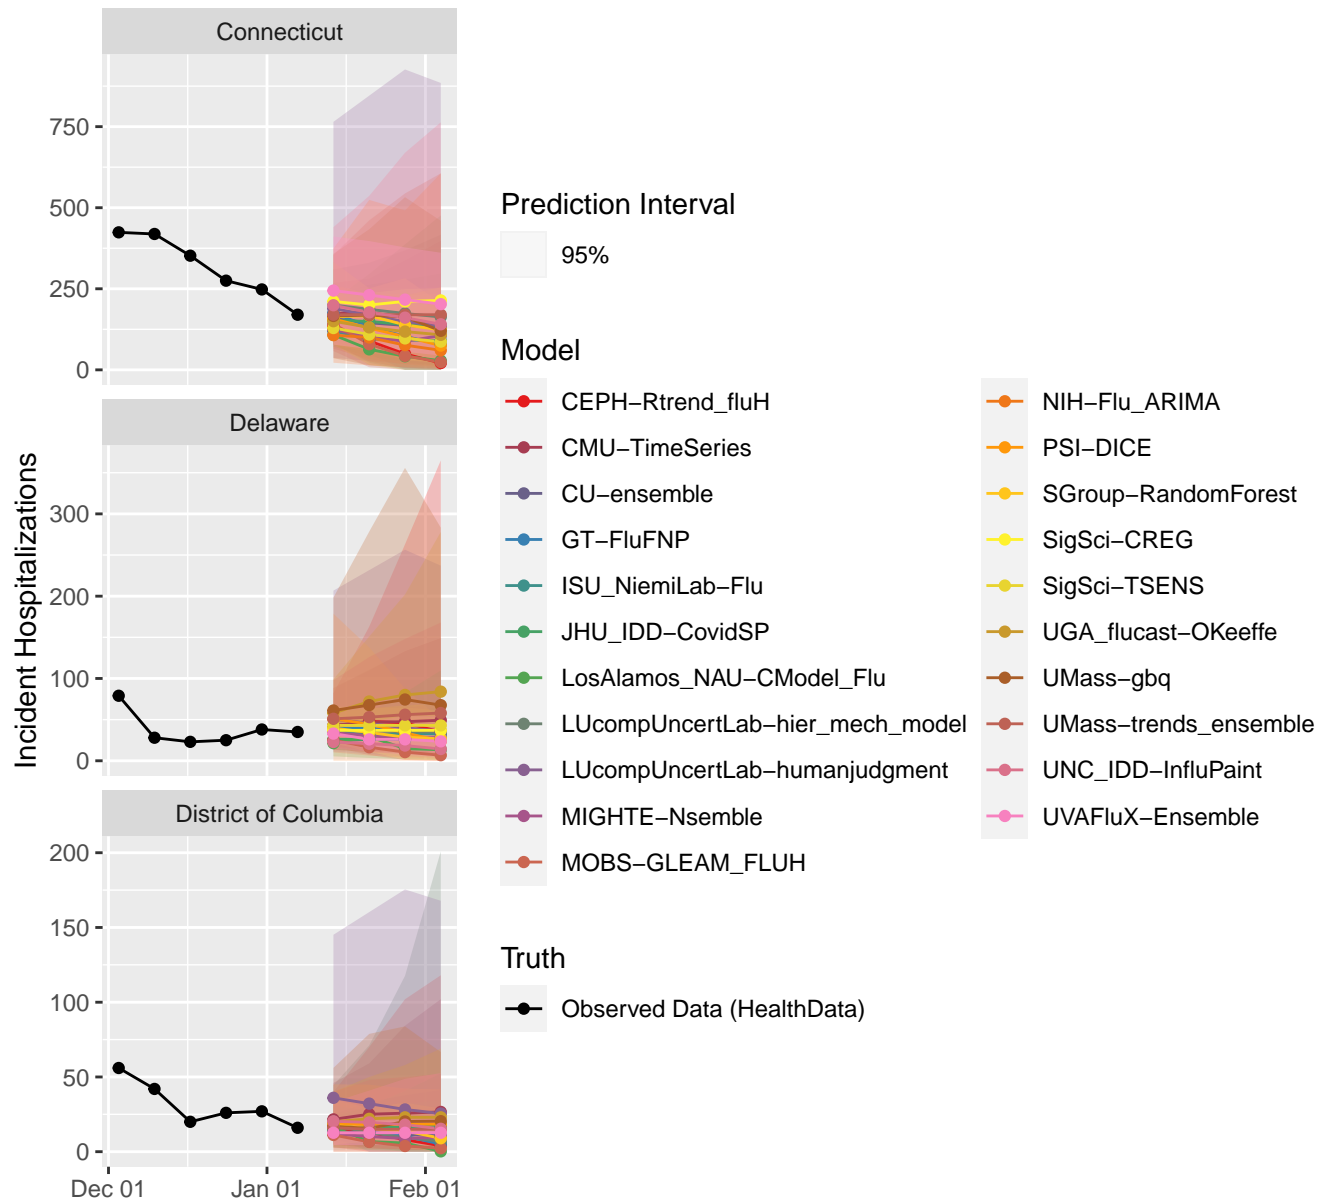 Connecticut
750
500
250
0
Delaware
300
200
100
0
District of Columbia
200
150
100
50
0
Dec 01
Jan 01
Feb 01
Incident Hospitalizations
Prediction Interval
95%
Model
CEPH−Rtrend_fluH
CMU−TimeSeries
CU−ensemble
GT−FluFNP
ISU_NiemiLab−Flu
JHU_IDD−CovidSP
LosAlamos_NAU−CModel_Flu
LUcompUncertLab−hier_mech_model
LUcompUncertLab−humanjudgment
MIGHTE−Nsemble
MOBS−GLEAM_FLUH
NIH−Flu_ARIMA
PSI−DICE
SGroup−RandomForest
SigSci−CREG
SigSci−TSENS
UGA_flucast−OKeeffe
UMass−gbq
UMass−trends_ensemble
UNC_IDD−InfluPaint
UVAFluX−Ensemble
Truth
Observed Data (HealthData)